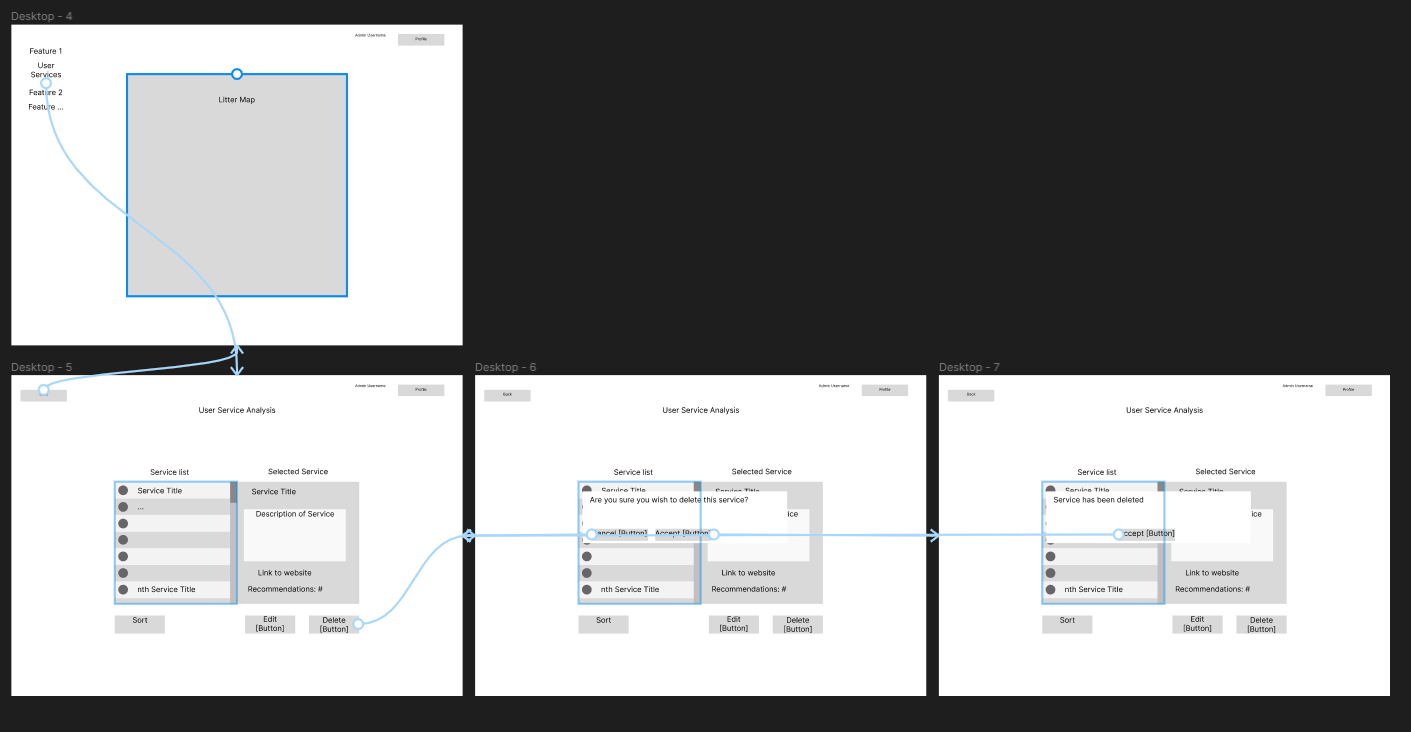 Desktop - 4
Admin Username
Profile
Feature 1
User
Services
Feature 2
Feature ...
Litter Map
Desktop - 5
Admin Username
Profile
User Service Analysis
Service list
Selected Service
Service Title
Service Title
...
Description of Service
Link to website
nth Service Title
Recommendations: #
Sort
Edit
[Button]
Delete
[Button]
Desktop - 6
Back
Admin Username
Profile
User Service Analysis
Service list
Selected Service
Service Title
Service Title
Are you sure you wish to delete this service?
ice
Cancel [Button]
Accept [Button]
Link to website
nth Service Title
Recommendations: #
Sort
Edit
[Button]
Delete
[Button]
Desktop - 7
Back
Admin Username
Profile
User Service Analysis
Service list
Selected Service
Service Title
Service Title
Service has been deleted
ice
Accept [Button]
Link to website
nth Service Title
Recommendations: #
Sort
Edit
[Button]
Delete
[Button]